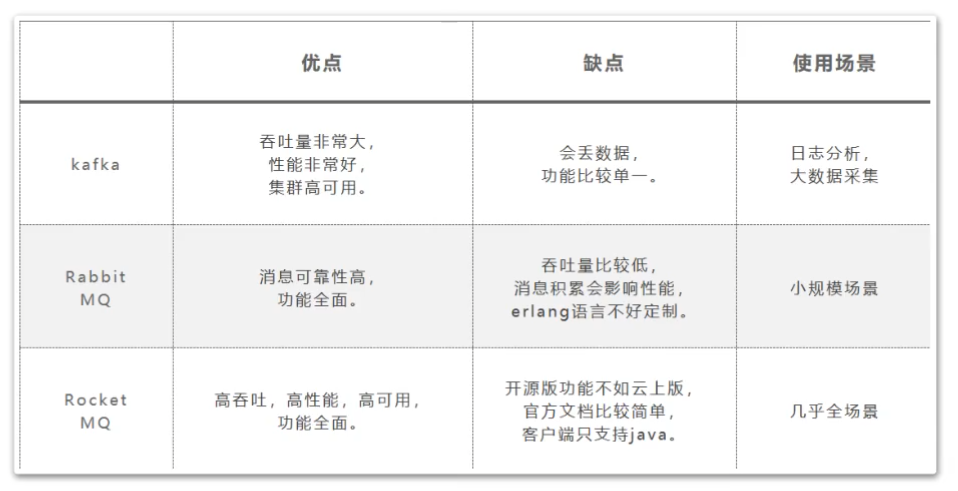 优点
缺点
使用场景
kafka
吞吐量非常大，
性能非常好，
集群高可用。
会丢数据，
功能比较单一。
日志分析，
大数据采集
Rabbit
MQ
消息可靠性高，
功能全面。
吞吐量比较低，
消息积累会影响性能，
erlang语言不好定制。
小规模场景
Rocket
MQ
高吞吐，高性能，高可用，
功能全面。
开源版功能不如云上版，
官方文档比较简单，
客户端只支持java。
几乎全场景